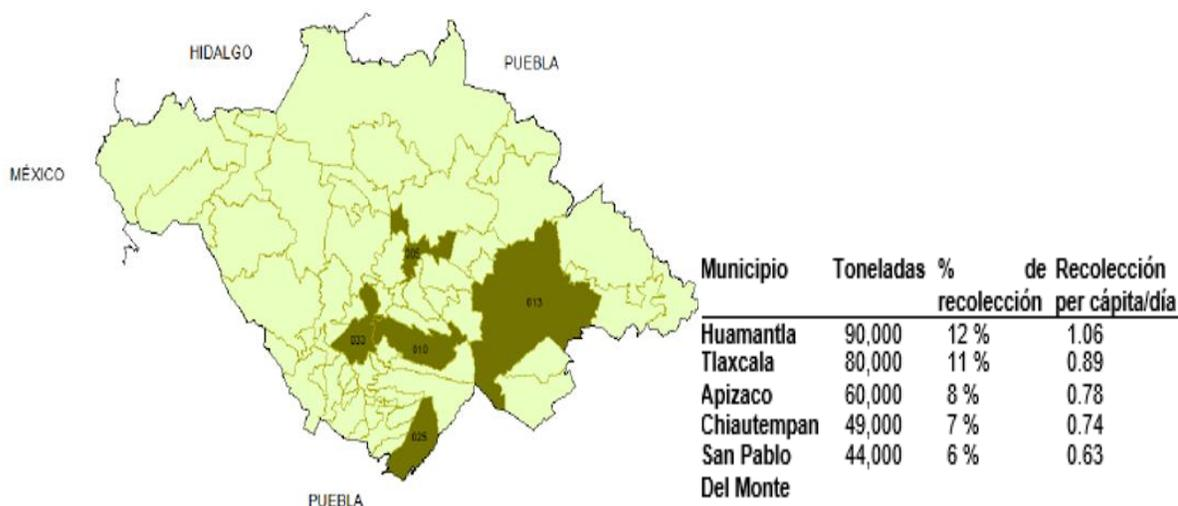 HIDALGO
PUEBLA
MÉXICO
005
013
033
010
025
PUEBLA
Municipio Toneladas % de Recolección
recolección per cápita/día
Huamantla 90,000 12 % 1.06
Tlaxcala 80,000 11 % 0.89
Apizaco 60,000 8 % 0.78
Chiautempan 49,000 7 % 0.74
San Pablo 44,000 6 % 0.63
Del Monte